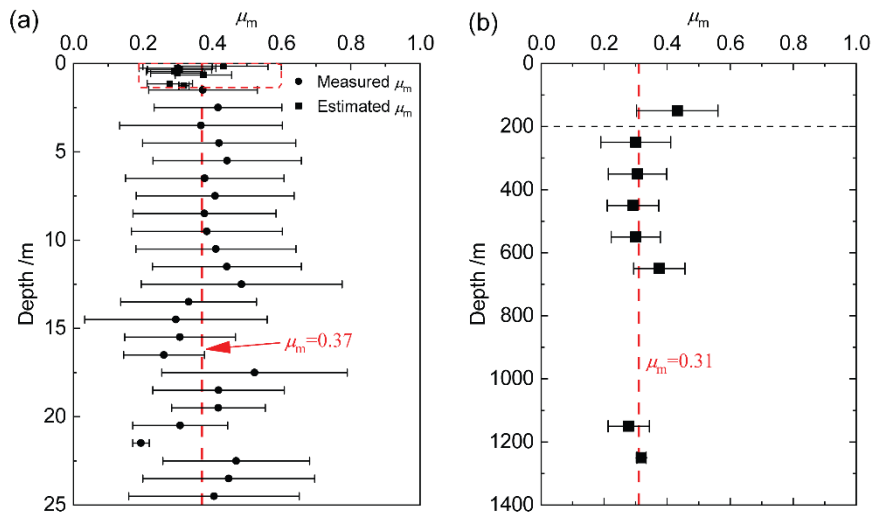 (a)
μm
0.0 0.2 0.4 0.6 0.8 1.0
0
5
10
15
20
25
Depth /m
Measured μm
Estimated μm
μm=0.37
(b)
μm
0.0 0.2 0.4 0.6 0.8 1.0
0
200
400
600
800
1000
1200
1400
Depth /m
μm=0.31